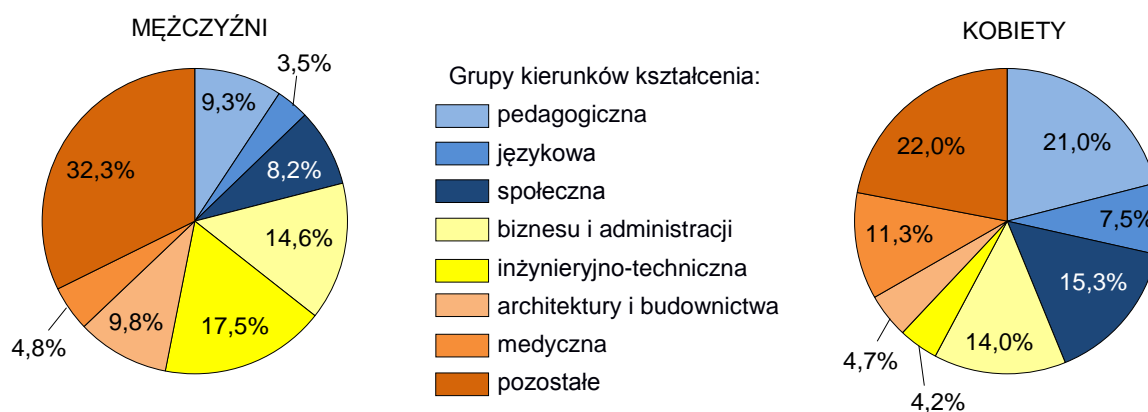 MĘŻCZYŹNI
3,5%
9,3%
8,2%
14,6%
17,5%
9,8%
4,8%
32,3%
Grupy kierunków kształcenia:
pedagogiczna
językowa
społeczna
biznesu i administracji
inżynieryjno-techniczna
architektury i budownictwa
medyczna
pozostałe
KOBIETY
21,0%
7,5%
15,3%
14,0%
4,2%
4,7%
11,3%
22,0%